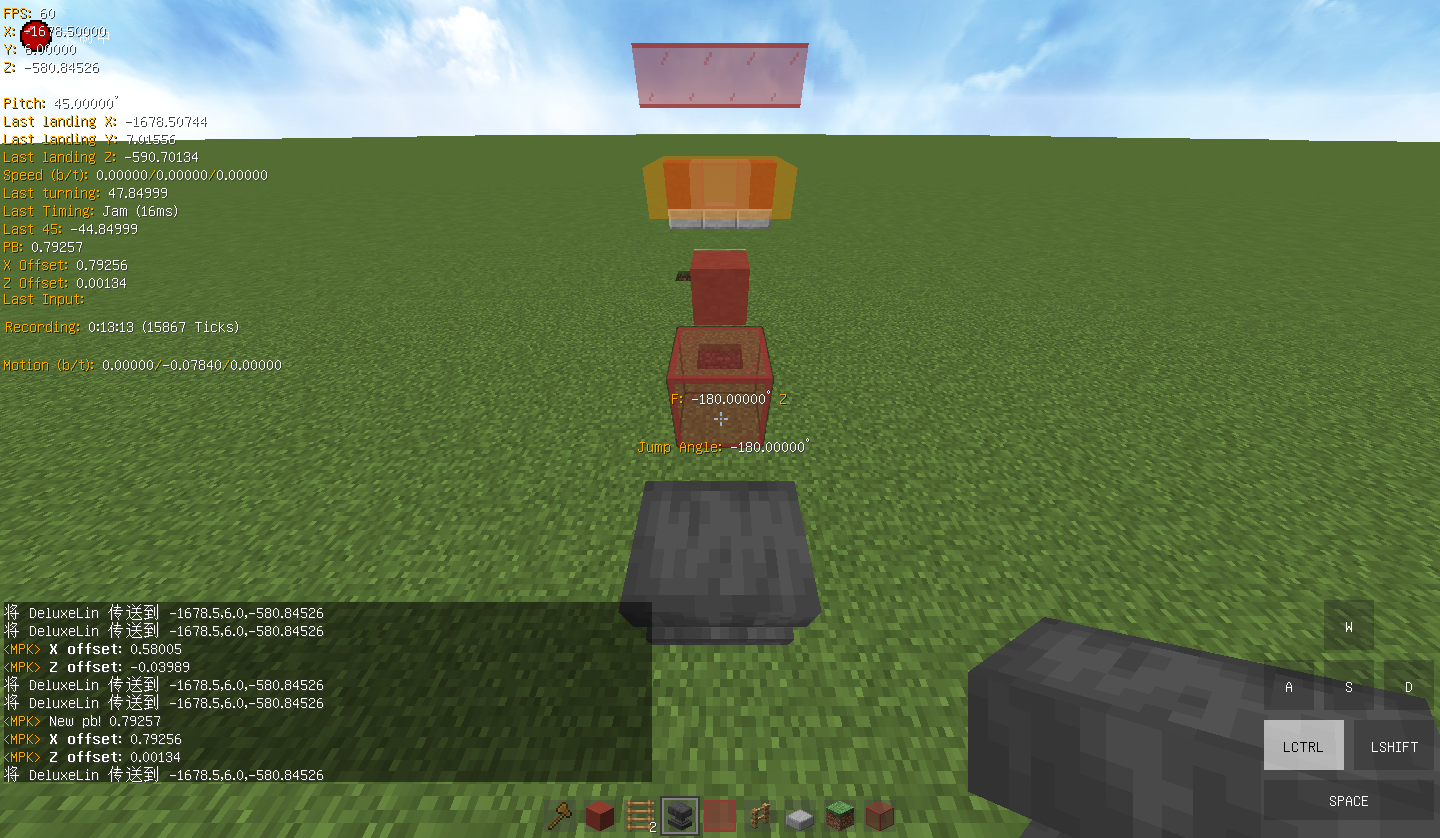 FPS: 60
X: -1678.50000
Y: 6.00000
Z: -580.84526
Pitch: 45.00000°
Last landing X: -1678.50744
Last landing Y: 7.01556
Last landing Z: -590.70134
Speed (b/t): 0.00000/0.00000/0.00000
Last turning: 47.84999
Last Timing: Jam (16ms)
Last 45: -44.84999
PB: 0.79257
X Offset: 0.79256
Z Offset: 0.00134
Last Input:
Recording: 0:13:13 (15867 Ticks)
Motion (b/t): 0.00000/-0.07840/0.00000
F: -180.00000° Z
Jump Angle: -180.00000°
将 DeluxeLin 传送到 -1678.5,6.0,-580.84526
将 DeluxeLin 传送到 -1678.5,6.0,-580.84526
<MPK> X offset: 0.58005
<MPK> Z offset: -0.03989
将 DeluxeLin 传送到 -1678.5,6.0,-580.84526
将 DeluxeLin 传送到 -1678.5,6.0,-580.84526
<MPK> New pb! 0.79257
<MPK> X offset: 0.79256
<MPK> Z offset: 0.00134
将 DeluxeLin 传送到 -1678.5,6.0,-580.84526
W
A S D
LCTRL LSHIFT
SPACE
2